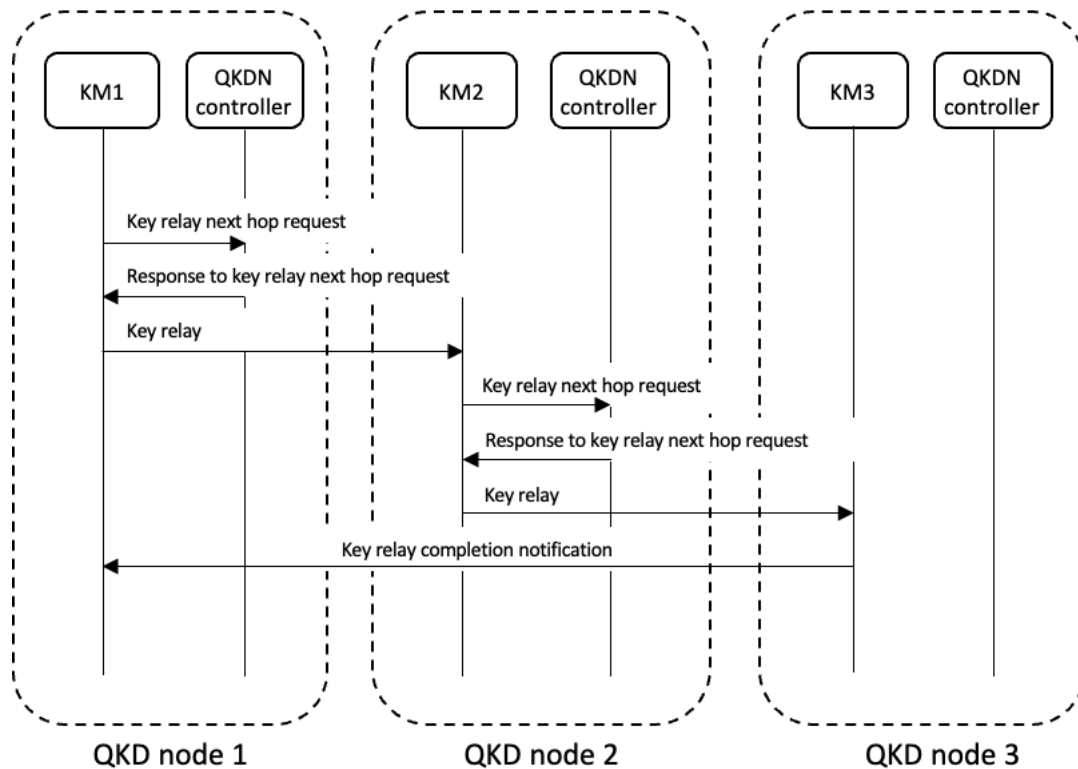 KM1
QKDN
controller
KM2
QKDN
controller
KM3
QKDN
controller
Key relay next hop request
Response to key relay next hop request
Key relay
Key relay next hop request
Response to key relay next hop request
Key relay
Key relay completion notification
QKD node 1
QKD node 2
QKD node 3